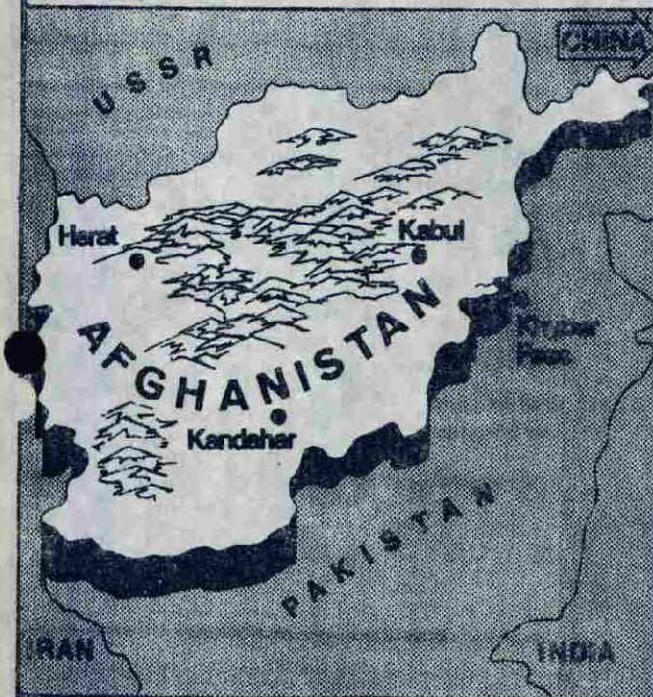 USSR
CHINA
Herat
Kabul
AFGHANISTAN
Khyber
Pass
Kandahar
PAKISTAN
IRAN
INDIA